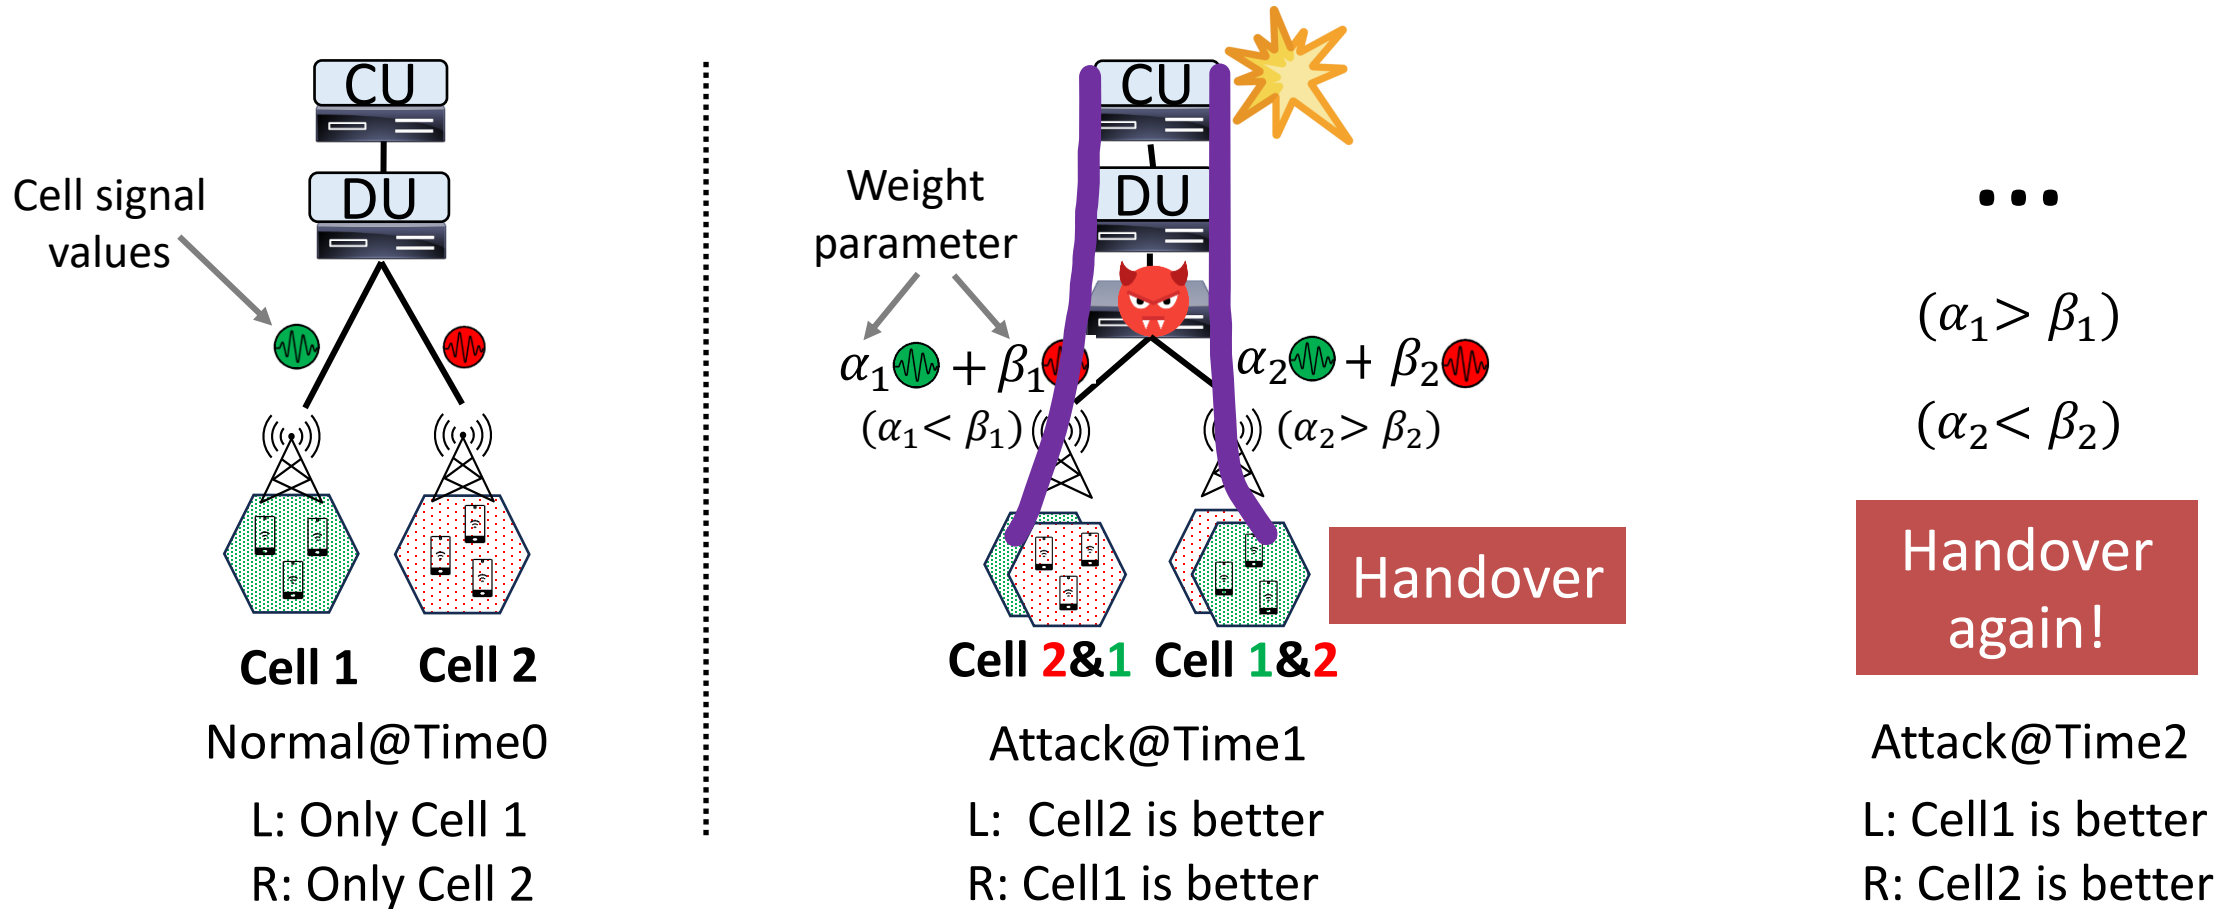 CU
DU
Cell signal
values
Cell 1
Cell 2
Normal@Time0
L: Only Cell 1
R: Only Cell 2
CU
DU
Weight
parameter
α₁ + β₁
(α₁< β₁)
α₂ + β₂
(α₂> β₂)
Handover
Cell 2&1
Cell 1&2
Attack@Time1
L: Cell2 is better
R: Cell1 is better
...
(α₁> β₁)
(α₂< β₂)
Handover
again!
Attack@Time2
L: Cell1 is better
R: Cell2 is better